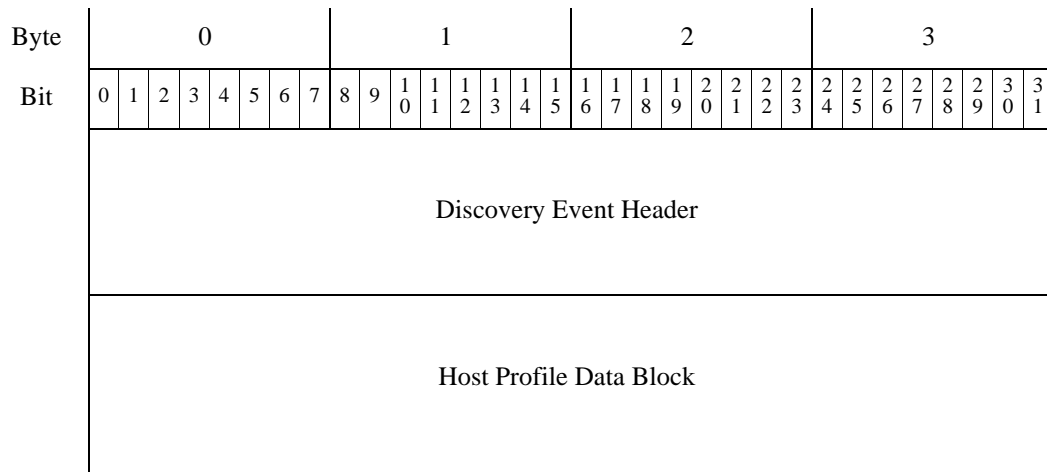 Byte 0 1 2 3
Bit 0 1 2 3 4 5 6 7 8 9 10 11 12 13 14 15 16 17 18 19 20 21 22 23 24 25 26 27 28 29 30 31
Discovery Event Header
Host Profile Data Block